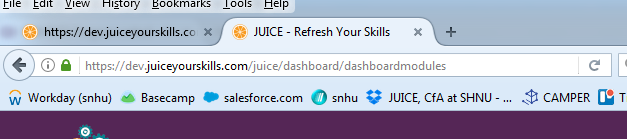 File Edit View History Bookmarks Tools Help
https://dev.juiceyourskills.co JUICE - Refresh Your Skills
https://dev.juiceyourskills.com/juice/dashboard/dashboardmodules
Workday (snhu) Basecamp salesforce.com snhu JUICE, CfA at SHNU - ... CAMPER T